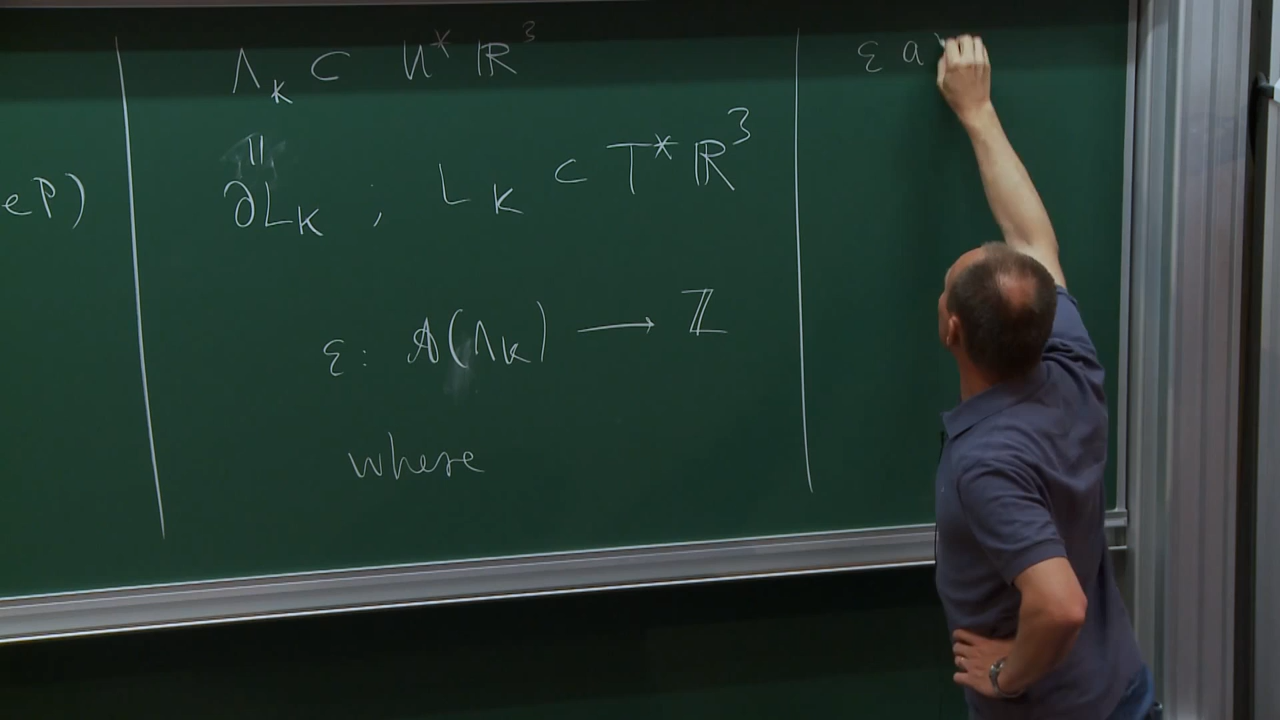 eP)
Λ_K ⊂ U* ℝ³
||
∂L_K ; L_K ⊂ T*ℝ³
ε: 𝒜(Λ_K) ⟶ ℤ
where
ε a